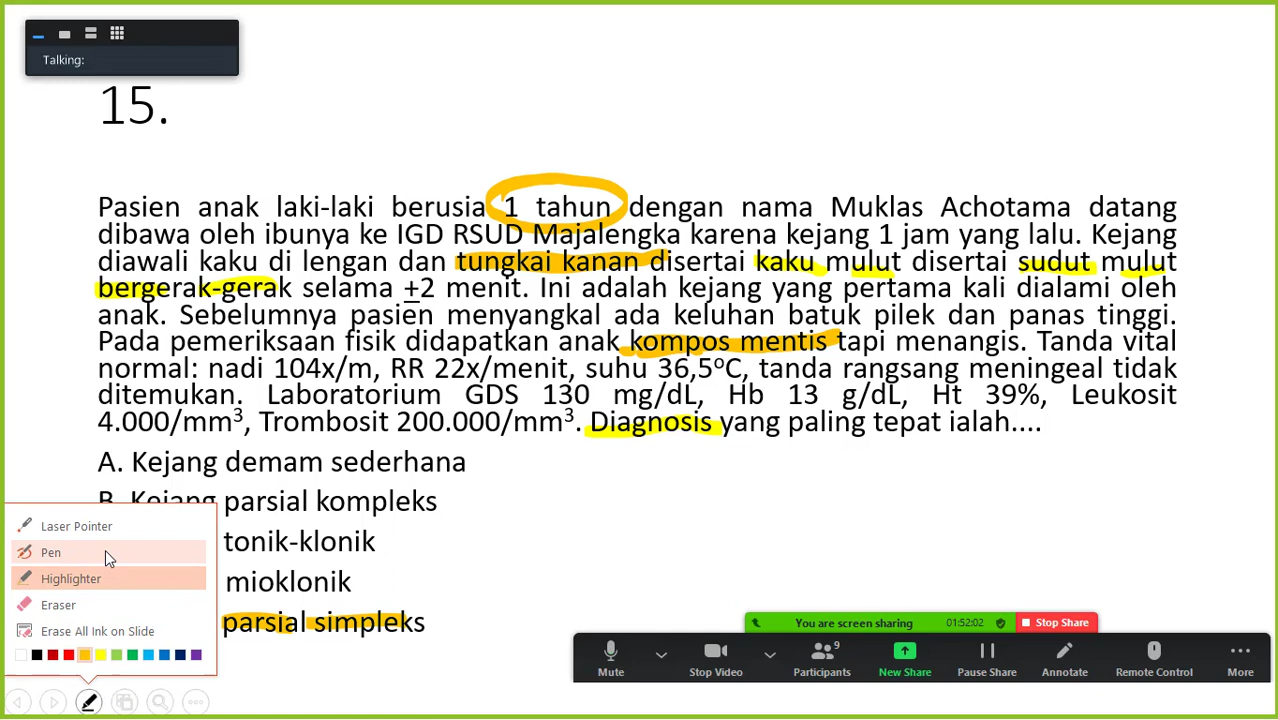 Talking:
15.
Pasien anak laki-laki berusia 1 tahun dengan nama Muklas Achotama datang
dibawa oleh ibunya ke IGD RSUD Majalengka karena kejang 1 jam yang lalu. Kejang
diawali kaku di lengan dan tungkai kanan disertai kaku mulut disertai sudut mulut
bergerak-gerak selama +2 menit. Ini adalah kejang yang pertama kali dialami oleh
anak. Sebelumnya pasien menyangkal ada keluhan batuk pilek dan panas tinggi.
Pada pemeriksaan fisik didapatkan anak kompos mentis tapi menangis. Tanda vital
normal: nadi 104x/m, RR 22x/menit, suhu 36,5oC, tanda rangsang meningeal tidak
ditemukan. Laboratorium GDS 130 mg/dL, Hb 13 g/dL, Ht 39%, Leukosit
4.000/mm3, Trombosit 200.000/mm3. Diagnosis yang paling tepat ialah....
A. Kejang demam sederhana
B. Kejang parsial kompleks
tonik-klonik
mioklonik
parsial simpleks
Laser Pointer
Pen
Highlighter
Eraser
Erase All Ink on Slide
You are screen sharing 01:52:02 Stop Share
9
Mute Stop Video Participants New Share Pause Share Annotate Remote Control More